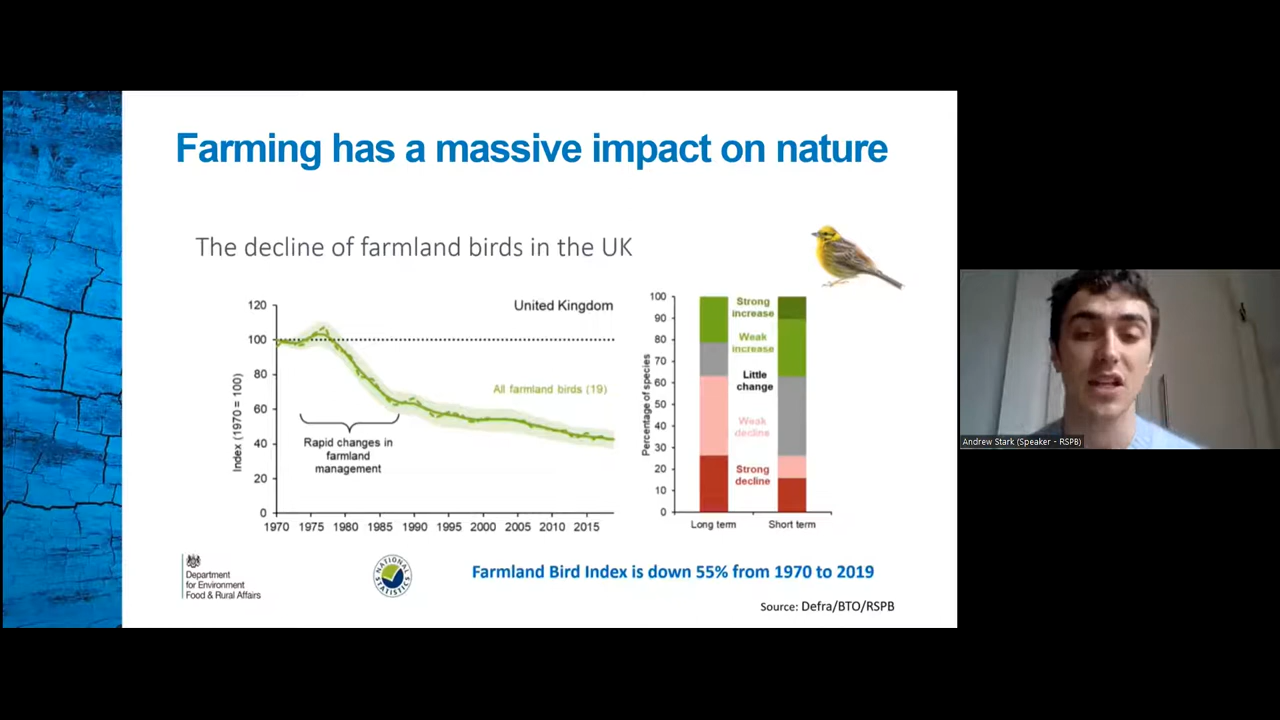 Farming has a massive impact on nature
The decline of farmland birds in the UK
120
100
80
60
40
20
0
Index (1970 = 100)
United Kingdom
All farmland birds (19)
Rapid changes in
farmland
management
1970 1975 1980 1985 1990 1995 2000 2005 2010 2015
100
90
80
70
60
50
40
30
20
10
0
Percentage of species
Strong
increase
Weak
increase
Little
change
Weak
decline
Strong
decline
Long term Short term
Department
for Environment
Food & Rural Affairs
NATIONAL
STATISTICS
Farmland Bird Index is down 55% from 1970 to 2019
Source: Defra/BTO/RSPB
Andrew Stark (Speaker - RSPB)